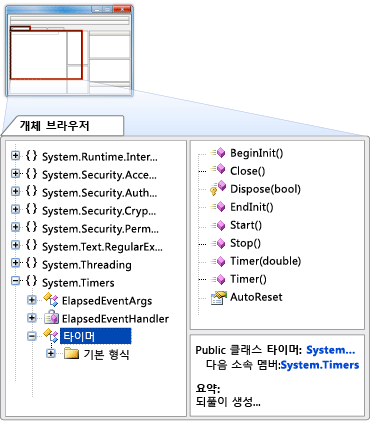 개체 브라우저
{} System.Runtime.Inter...
{} System.Security.Acce...
{} System.Security.Auth...
{} System.Security.Cryp...
{} System.Security.Perm...
{} System.Text.RegularEx...
{} System.Threading
{} System.Timers
ElapsedEventArgs
ElapsedEventHandler
타이머
기본 형식
BeginInit()
Close()
Dispose(bool)
EndInit()
Start()
Stop()
Timer(double)
Timer()
AutoReset
Public 클래스 타이머: System...
다음 소속 멤버:System.Timers
요약:
되풀이 생성...